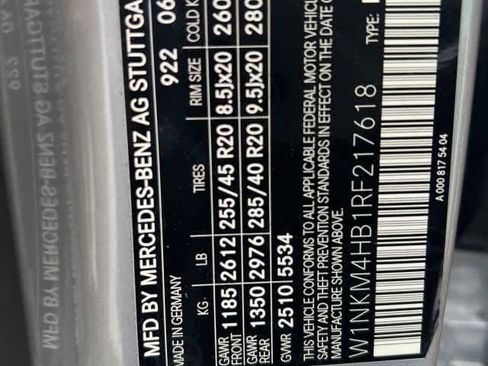 MFD BY MERCEDES-BENZ AG STUTTGA
MADE IN GERMANY
922 06
KG LB TIRES RIM SIZE COLD
GAWR FRONT 1185 2612 255/45 R20 8.5Jx20 260
GAWR REAR 1350 2976 285/40 R20 9.5Jx20 280
GVWR 2510 5534
THIS VEHICLE CONFORMS TO ALL APPLICABLE FEDERAL MOTOR VEHICLE
SAFETY AND THEFT PREVENTION STANDARDS IN EFFECT ON THE DATE OF
MANUFACTURE SHOWN ABOVE.
W1NKM4HB1RF217618
TYPE
A 000 817 54 04